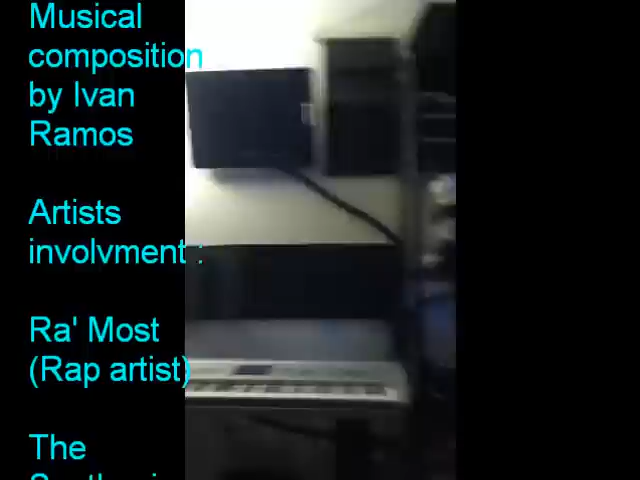 Musical
composition
by Ivan
Ramos
Artists
involvment :
Ra' Most
(Rap artist)
The